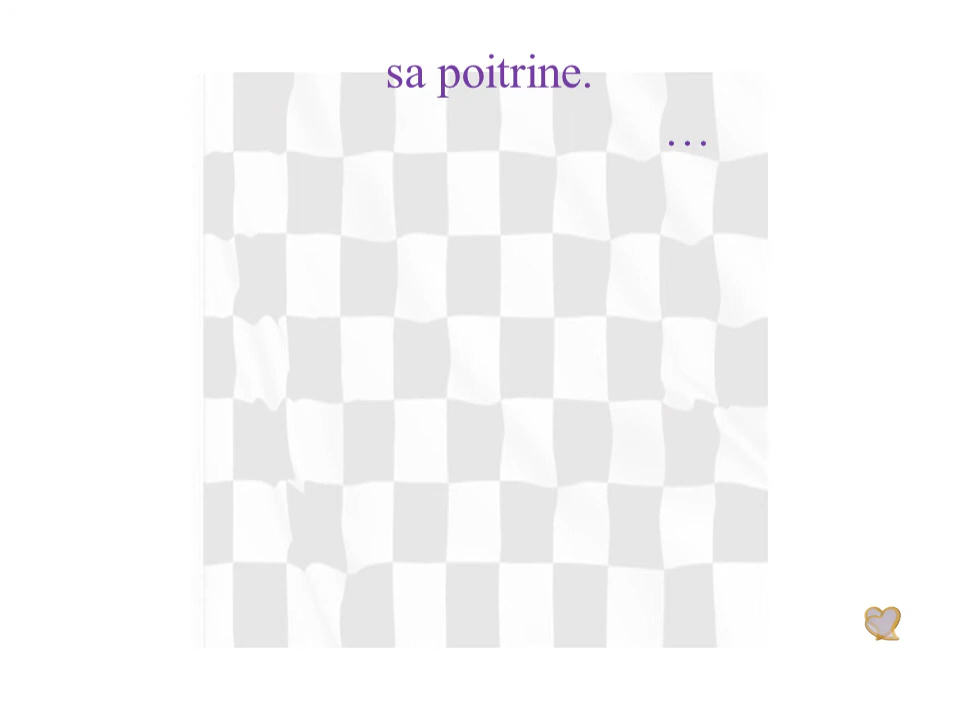 sa poitrine.
…